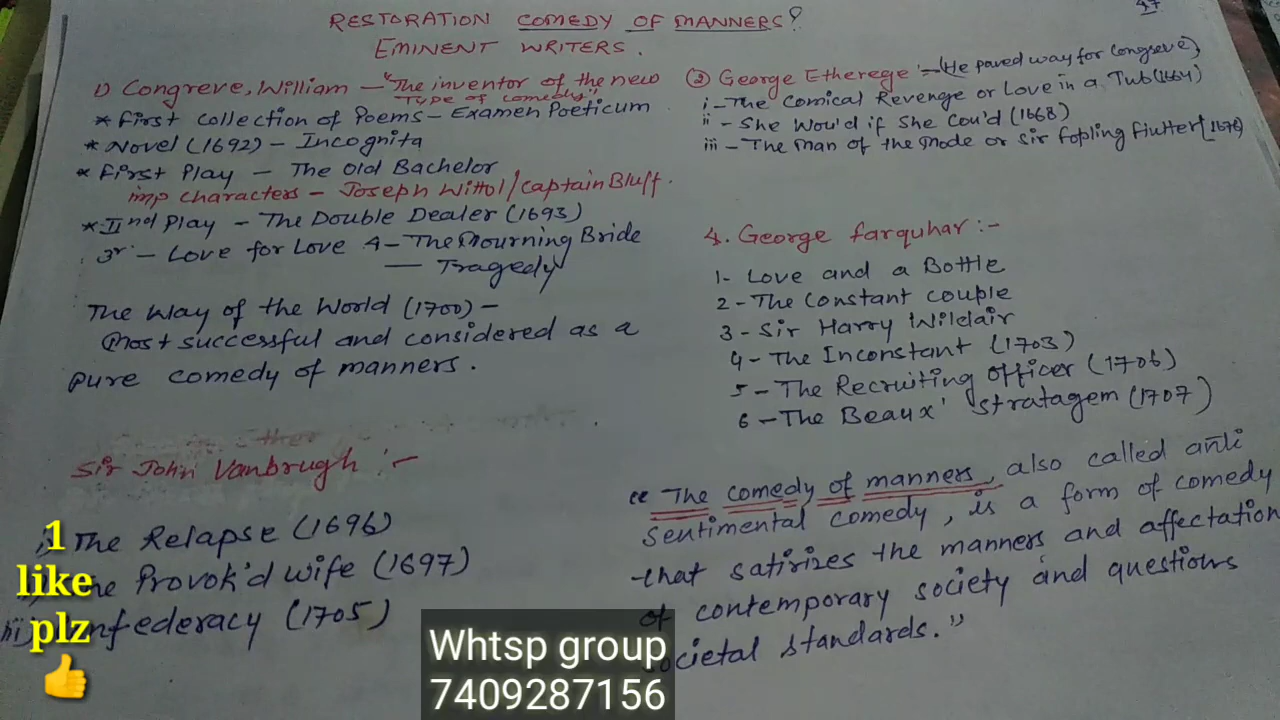 RESTORATION COMEDY OF MANNERS?
EMINENT WRITERS.
1) Congreve, William - "The inventor of the new
Type of comedy."
* First collection of Poems - Examen Poeticum
* Novel (1692) - Incognita
* First Play - The Old Bachelor
imp characters - Joseph Wittol / Captain Bluff.
* IInd Play - The Double Dealer (1693)
3r - Love for Love 4 - The Mourning Bride
- Tragedy
The Way of the World (1700) -
Most successful and considered as a
pure comedy of manners.
Sir John Vanbrugh :-
i) The Relapse (1696)
Provok'd wife (1697)
iii) nfederacy (1705)
47
③ George Etherege :- (He paved way for Congreve)
i - The Comical Revenge or Love in a Tub (1664)
ii - She Wou'd if She Cou'd (1668)
iii - The Man of the Mode or Sir Fopling Flutter (1676)
4. George farquhar :-
1- Love and a Bottle
2 - The Constant couple
3 - Sir Harry Wildair
4 - The Inconstant (1703)
5 - The Recruiting Officer (1706)
6 - The Beaux' Stratagem (1707)
"The comedy of manners, also called anti
sentimental comedy, is a form of comedy
that satirizes the manners and affectation
of contemporary society and questions
societal standards."
1
like
plz
👍
Whtsp group
7409287156